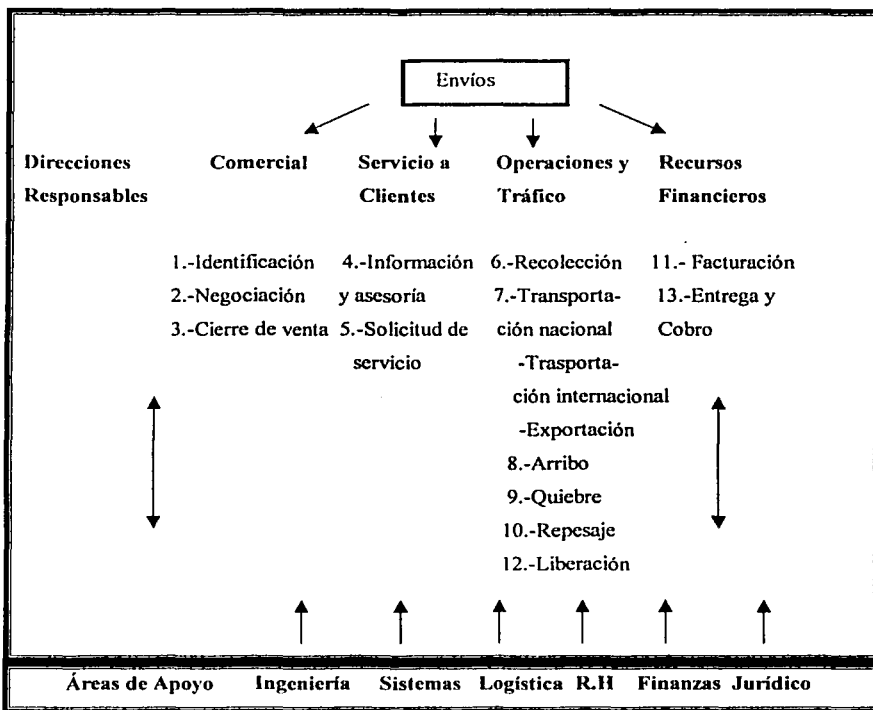 Envíos
Direcciones
Responsables
Comercial
Servicio a
Clientes
Operaciones y
Tráfico
Recursos
Financieros
1.-Identificación
2.-Negociación
3.-Cierre de venta
4.-Información
y asesoría
5.-Solicitud de
servicio
6.-Recolección
7.-Transporta-
ción nacional
-Trasporta-
ción internacional
-Exportación
8.-Arribo
9.-Quiebre
10.-Repesaje
12.-Liberación
11.- Facturación
13.-Entrega y
Cobro
Áreas de Apoyo Ingeniería Sistemas Logística R.H Finanzas Jurídico